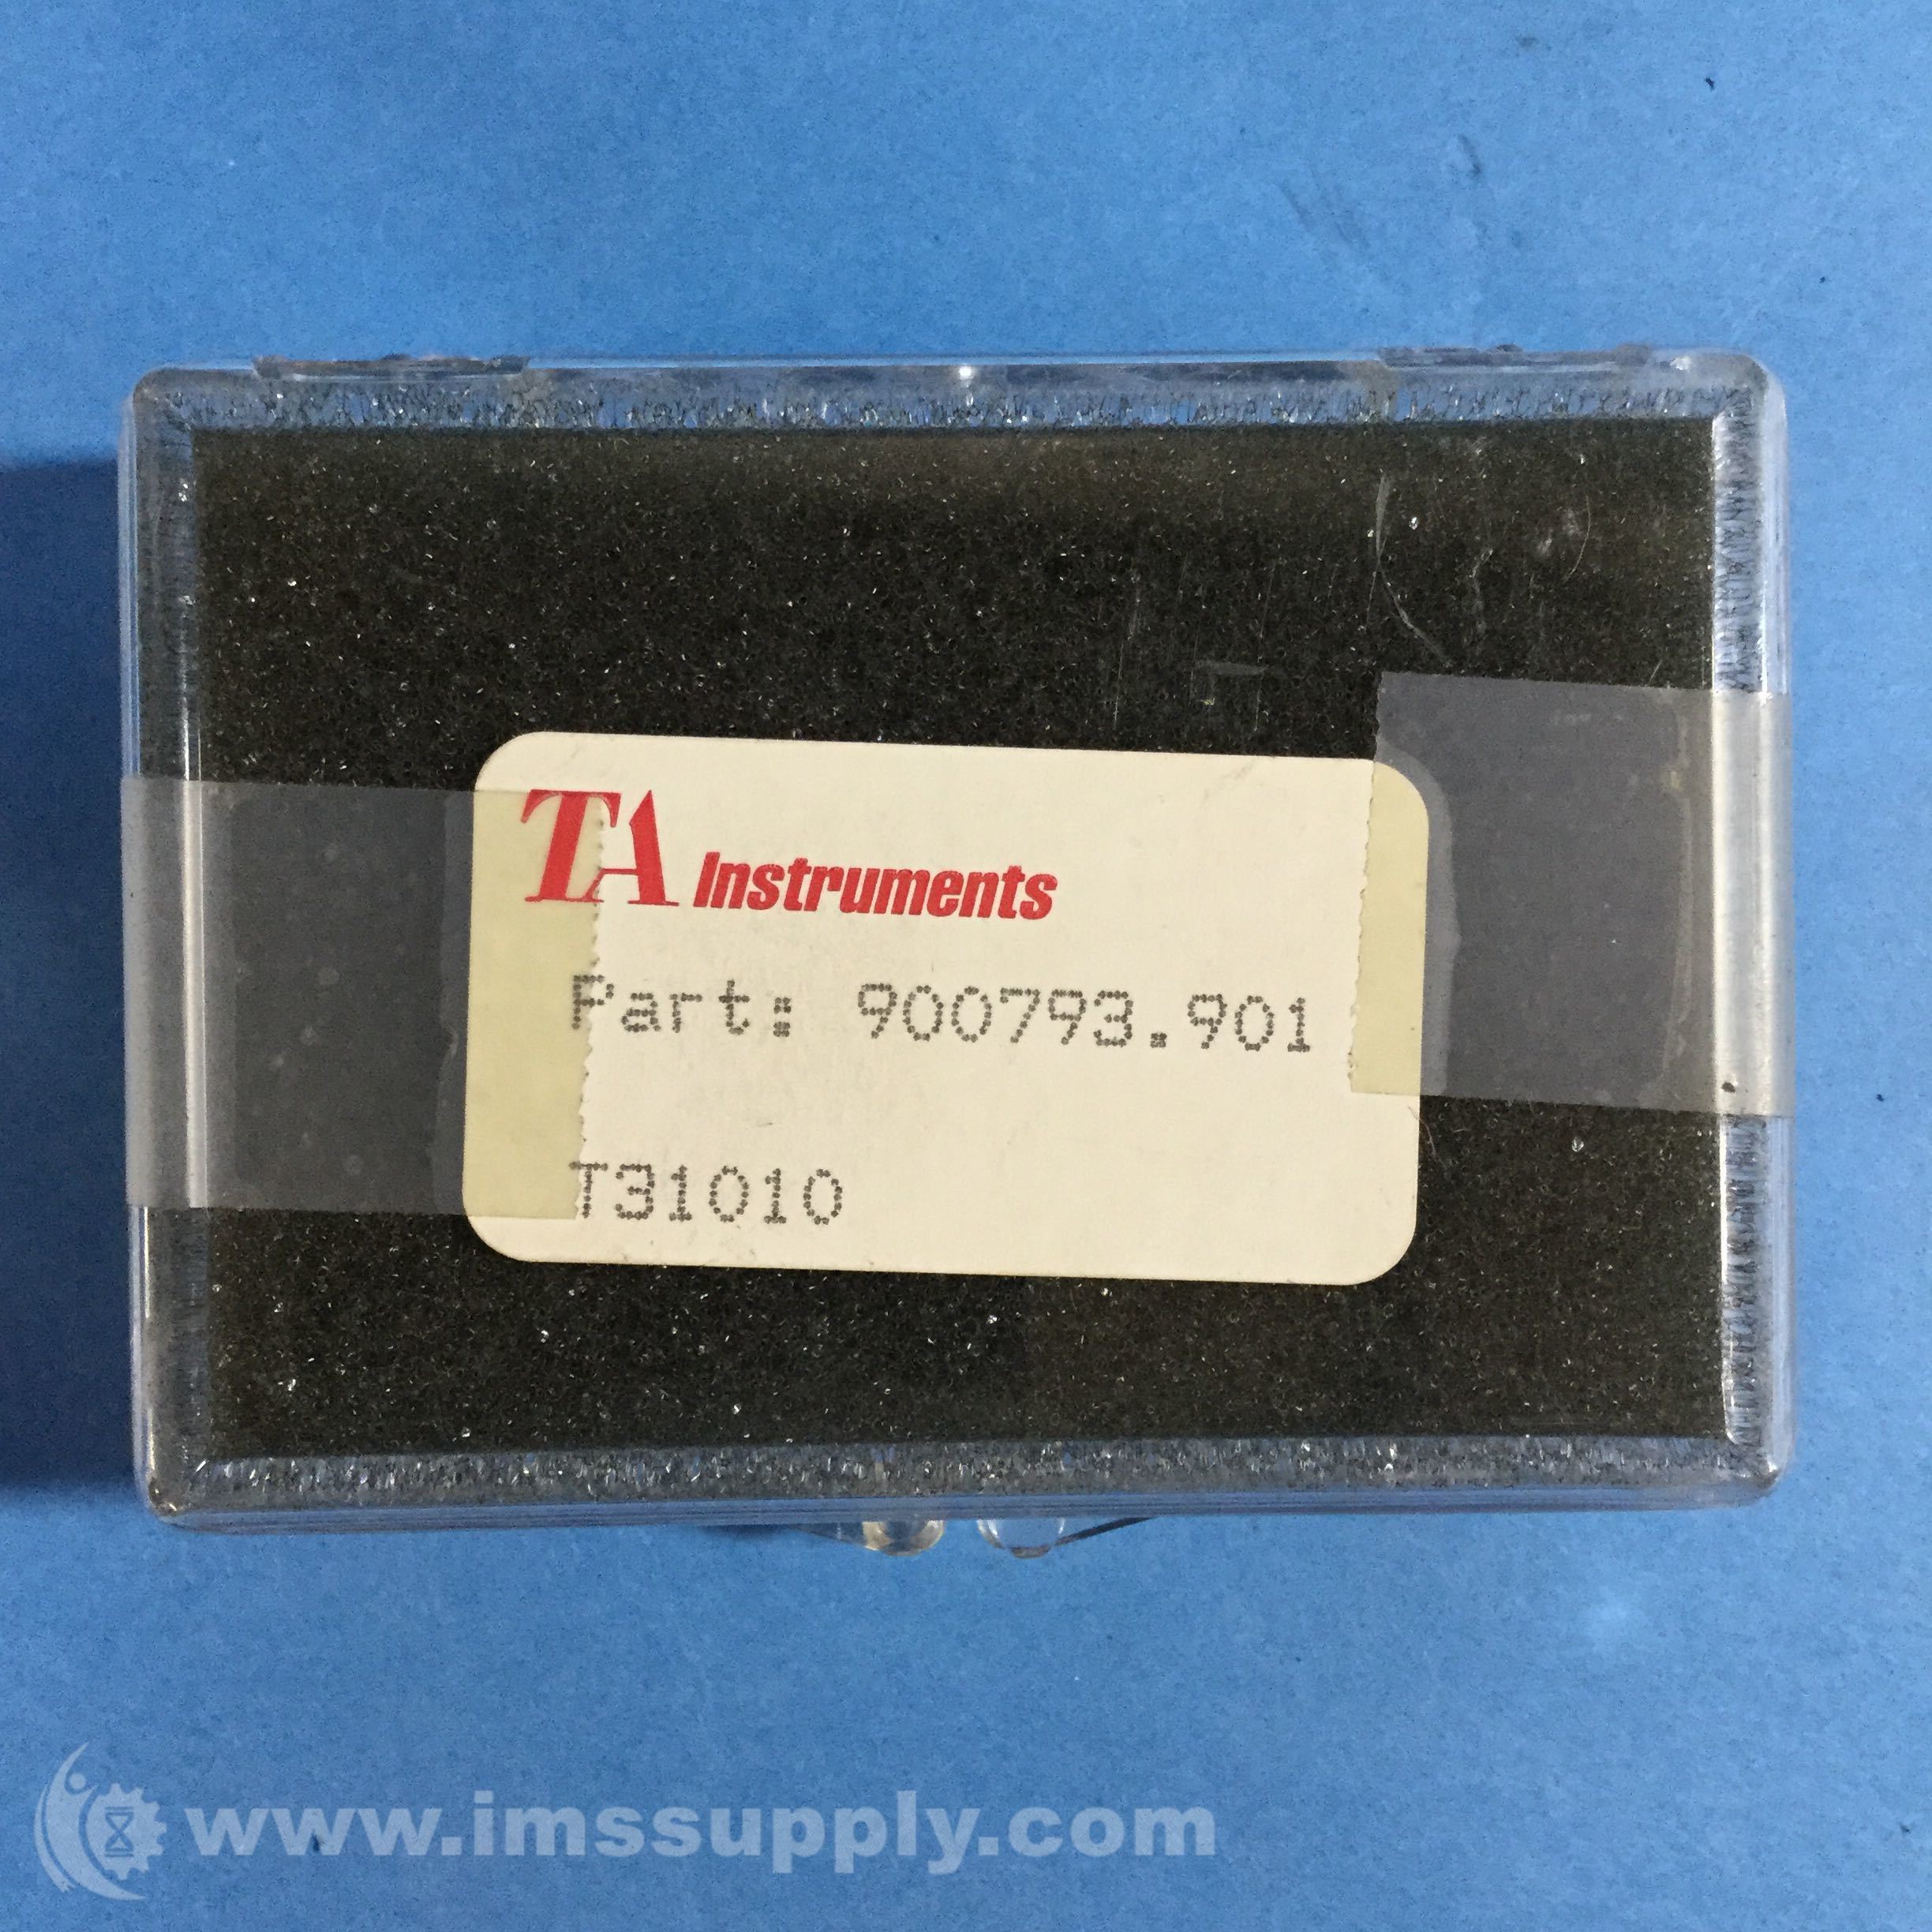 TA Instruments
Part: 900793.901
T31010
www.imssupply.com